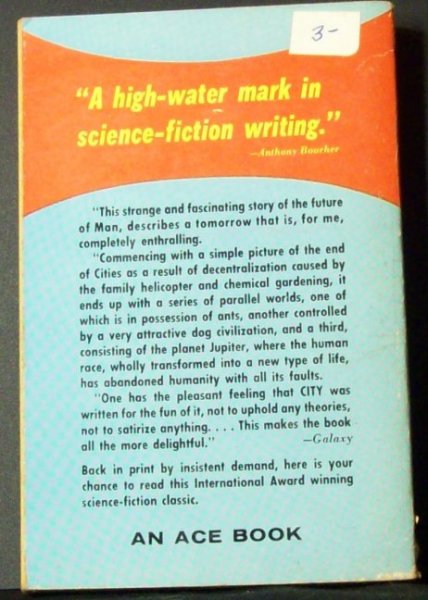 3-
"A high-water mark in
science-fiction writing."
—Anthony Boucher
"This strange and fascinating story of the future
of Man, describes a tomorrow that is, for me,
completely enthralling.
"Commencing with a simple picture of the end
of Cities as a result of decentralization caused by
the family helicopter and chemical gardening, it
ends up with a series of parallel worlds, one of
which is in possession of ants, another controlled
by a very attractive dog civilization, and a third,
consisting of the planet Jupiter, where the human
race, wholly transformed into a new type of life,
has abandoned humanity with all its faults.
"One has the pleasant feeling that CITY was
written for the fun of it, not to uphold any theories,
not to satirize anything. . . . This makes the book
all the more delightful." —Galaxy
Back in print by insistent demand, here is your
chance to read this International Award winning
science-fiction classic.
AN ACE BOOK